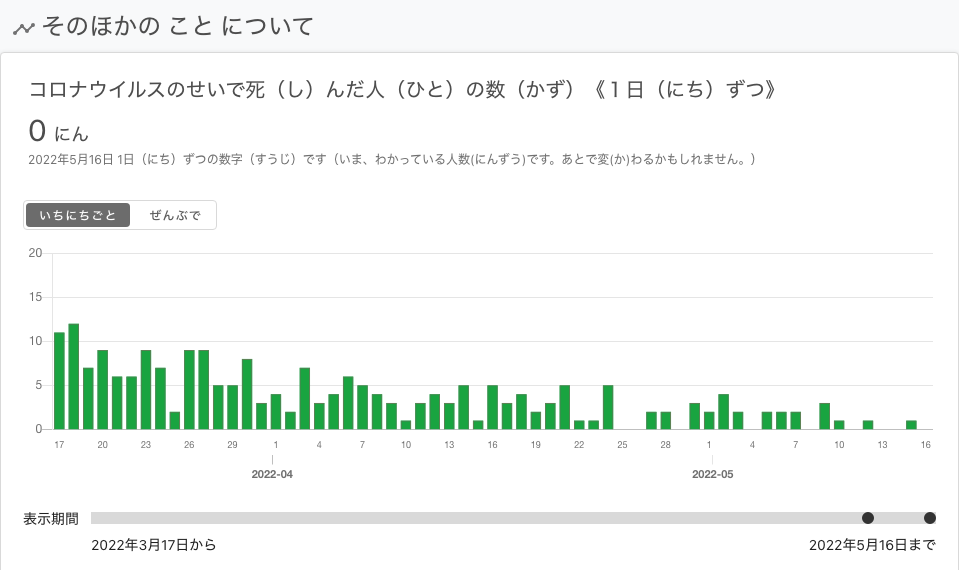 そのほかの こと について
コロナウイルスのせいで死（し）んだ人（ひと）の数（かず）《１日（にち）ずつ》
0 にん
2022年5月16日 1日（にち）ずつの数字（すうじ）です（いま、わかっている人数(にんずう)です。あとで変(か)わるかもしれません。）
いちにちごと ぜんぶで
20
15
10
5
0
17 20 23 26 29 1 4 7 10 13 16 19 22 25 28 1 4 7 10 13 16
2022-04 2022-05
表示期間
2022年3月17日から 2022年5月16日まで